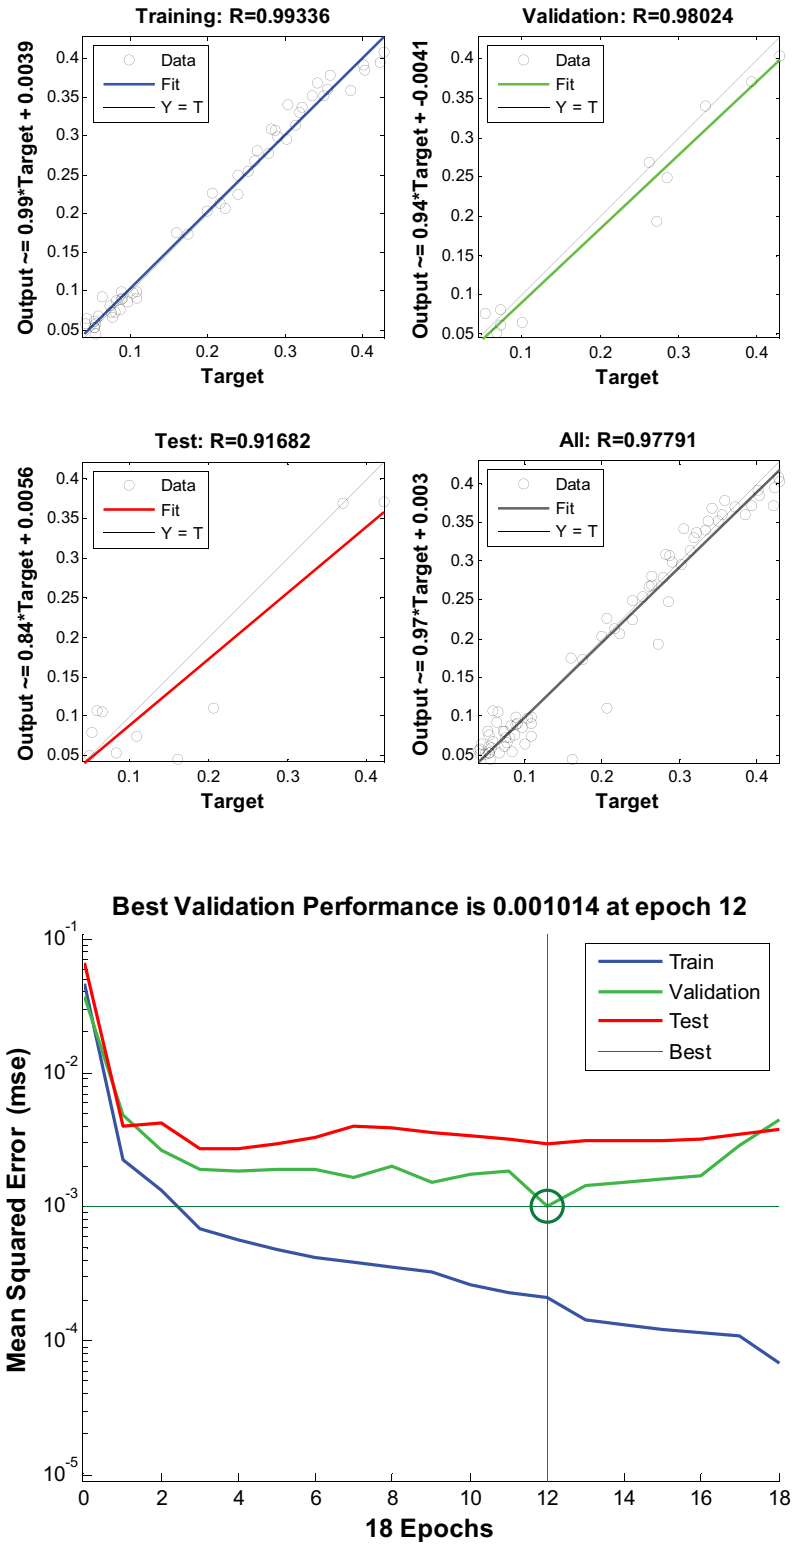 Training: R=0.99336
Output ~= 0.99*Target + 0.0039
0.4
0.35
0.3
0.25
0.2
0.15
0.1
0.05
Data
Fit
Y = T
0.1 0.2 0.3 0.4
Target
Validation: R=0.98024
Output ~= 0.94*Target + -0.0041
0.4
0.35
0.3
0.25
0.2
0.15
0.1
0.05
Data
Fit
Y = T
0.1 0.2 0.3 0.4
Target
Test: R=0.91682
Output ~= 0.84*Target + 0.0056
0.4
0.35
0.3
0.25
0.2
0.15
0.1
0.05
Data
Fit
Y = T
0.1 0.2 0.3 0.4
Target
All: R=0.97791
Output ~= 0.97*Target + 0.003
0.4
0.35
0.3
0.25
0.2
0.15
0.1
0.05
Data
Fit
Y = T
0.1 0.2 0.3 0.4
Target
Best Validation Performance is 0.001014 at epoch 12
Mean Squared Error (mse)
10-1
10-2
10-3
10-4
10-5
Train
Validation
Test
Best
0 2 4 6 8 10 12 14 16 18
18 Epochs